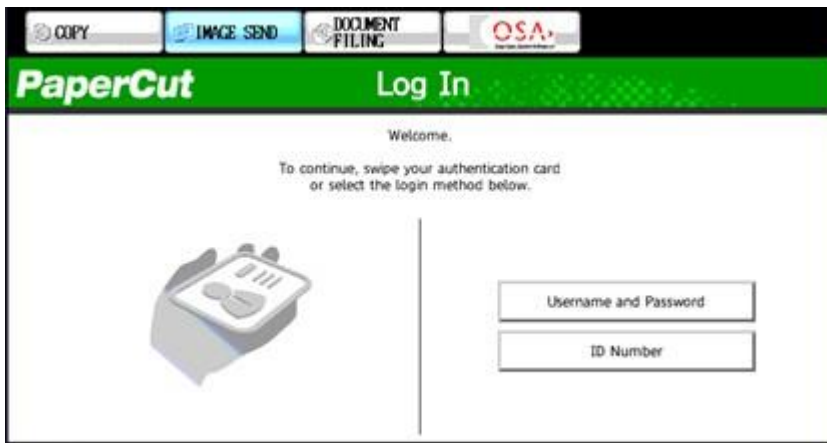 COPY
IMAGE SEND
DOCUMENT
FILING
OSA
PaperCut
Log In
Welcome.
To continue, swipe your authentication card
or select the login method below.
Username and Password
ID Number